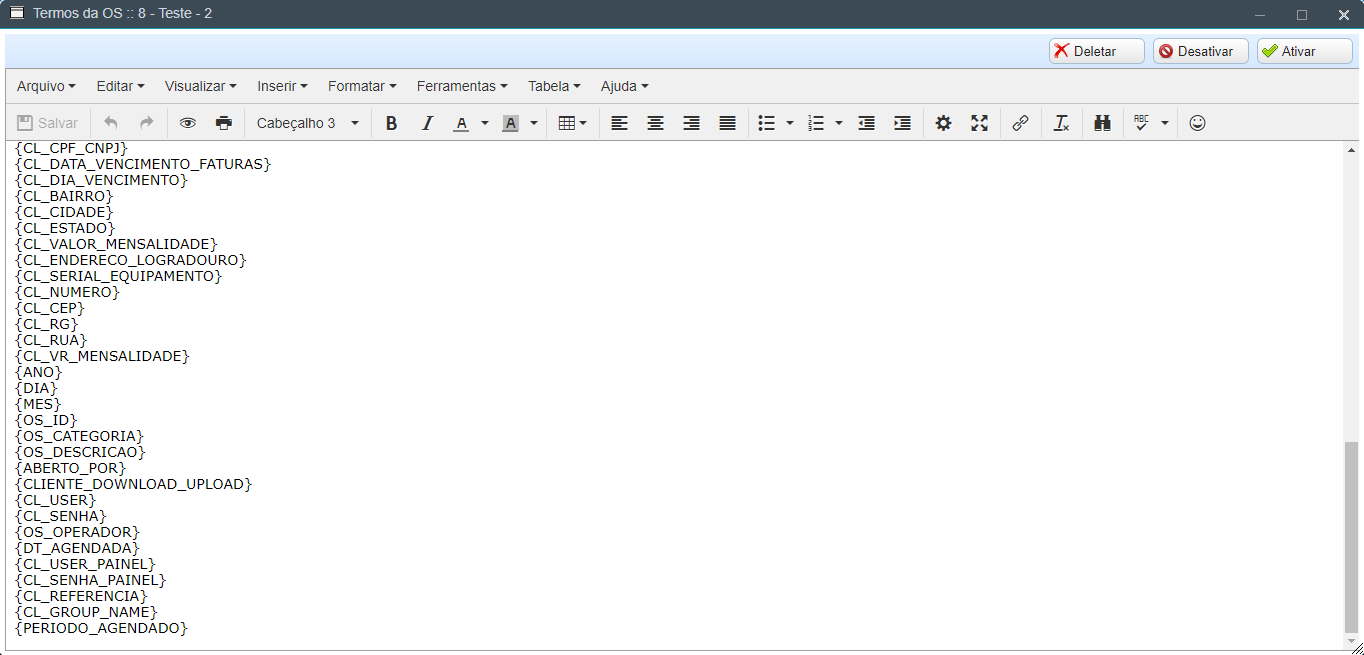 Termos da OS :: 8 - Teste - 2
Deletar Desativar Ativar
Arquivo Editar Visualizar Inserir Formatar Ferramentas Tabela Ajuda
Salvar Cabeçalho 3 B I A A ABC
{CL_CPF_CNPJ}
{CL_DATA_VENCIMENTO_FATURAS}
{CL_DIA_VENCIMENTO}
{CL_BAIRRO}
{CL_CIDADE}
{CL_ESTADO}
{CL_VALOR_MENSALIDADE}
{CL_ENDERECO_LOGRADOURO}
{CL_SERIAL_EQUIPAMENTO}
{CL_NUMERO}
{CL_CEP}
{CL_RG}
{CL_RUA}
{CL_VR_MENSALIDADE}
{ANO}
{DIA}
{MES}
{OS_ID}
{OS_CATEGORIA}
{OS_DESCRICAO}
{ABERTO_POR}
{CLIENTE_DOWNLOAD_UPLOAD}
{CL_USER}
{CL_SENHA}
{OS_OPERADOR}
{DT_AGENDADA}
{CL_USER_PAINEL}
{CL_SENHA_PAINEL}
{CL_REFERENCIA}
{CL_GROUP_NAME}
{PERIODO_AGENDADO}